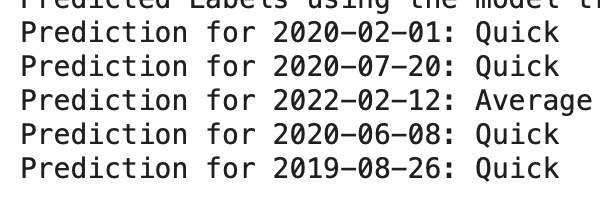 Predicted Labels using the model
Prediction for 2020-02-01: Quick
Prediction for 2020-07-20: Quick
Prediction for 2022-02-12: Average
Prediction for 2020-06-08: Quick
Prediction for 2019-08-26: Quick